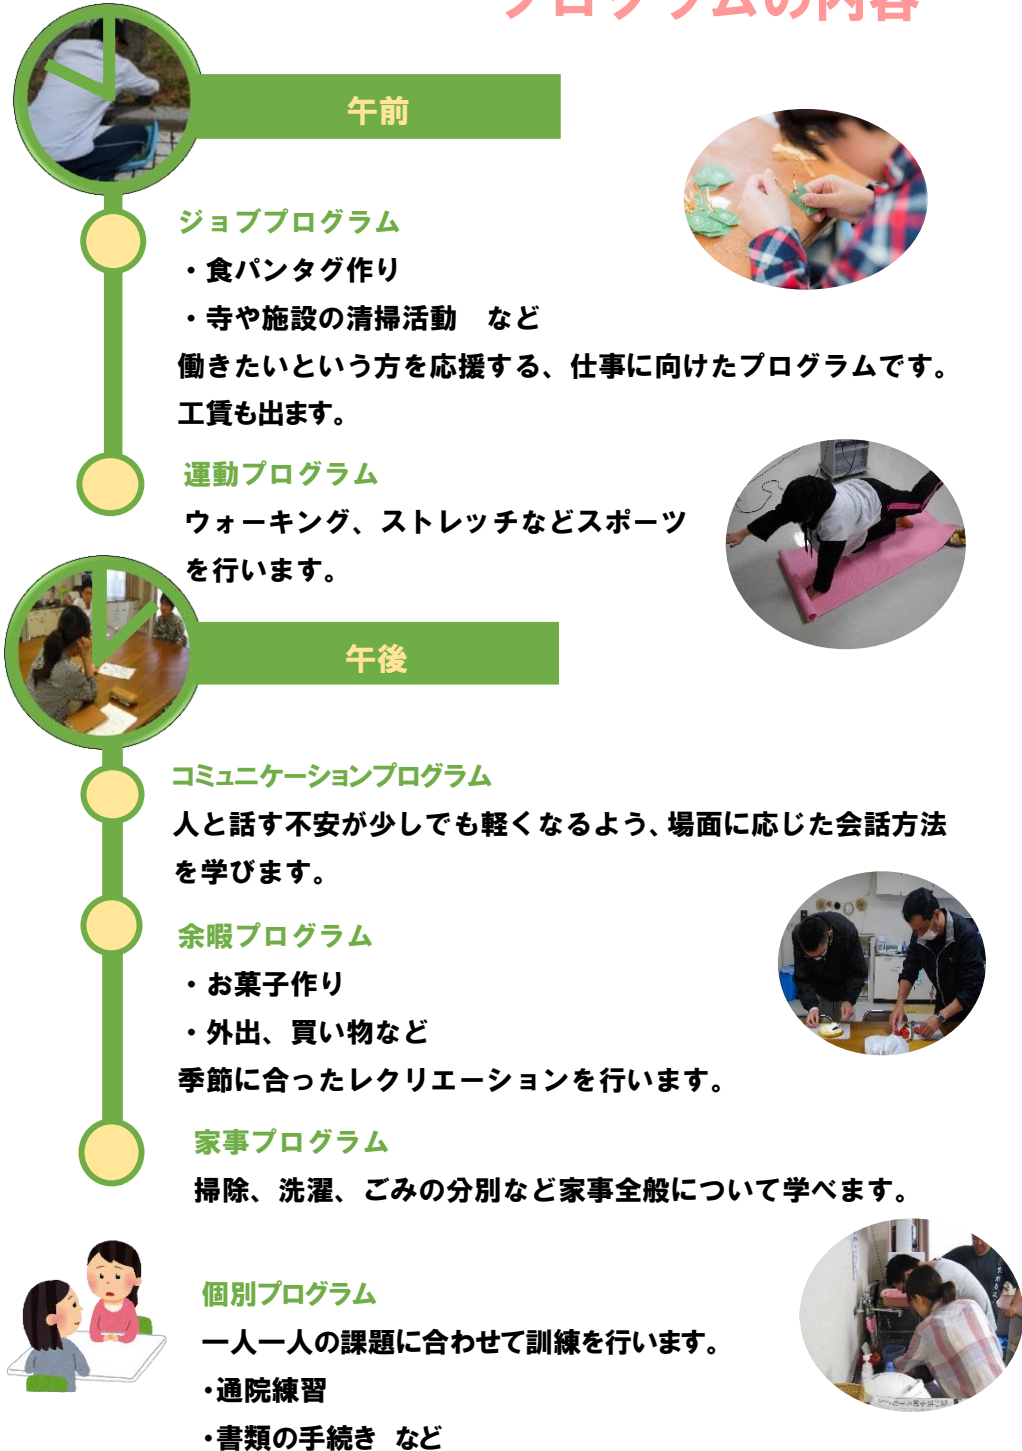 プログラムの内容
午前
ジョブプログラム
・食パンタグ作り
・寺や施設の清掃活動　など
働きたいという方を応援する、仕事に向けたプログラムです。
工賃も出ます。
運動プログラム
ウォーキング、ストレッチなどスポーツ
を行います。
午後
コミュニケーションプログラム
人と話す不安が少しでも軽くなるよう、場面に応じた会話方法
を学びます。
余暇プログラム
・お菓子作り
・外出、買い物など
季節に合ったレクリエーションを行います。
家事プログラム
掃除、洗濯、ごみの分別など家事全般について学べます。
個別プログラム
一人一人の課題に合わせて訓練を行います。
・通院練習
・書類の手続き　など